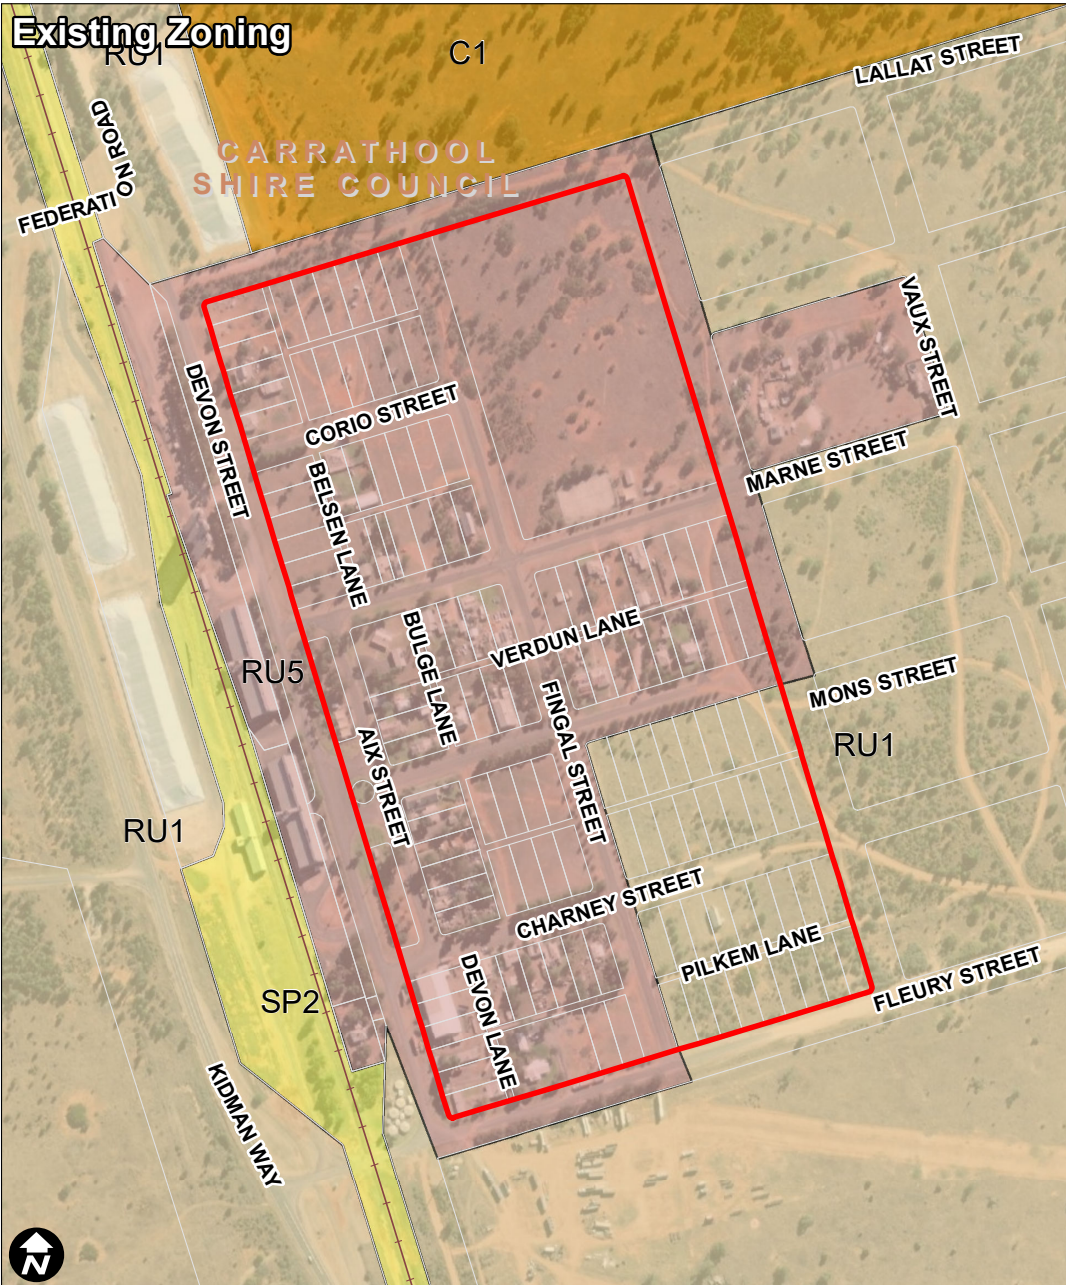 Existing Zoning
RU1
C1
LALLAT STREET
FEDERATION ROAD
CARRATHOOL
SHIRE COUNCIL
VAUX STREET
DEVON STREET
CORIO STREET
MARNE STREET
BELSEN LANE
BULGE LANE
VERDUN LANE
RU5
MONS STREET
FINGAL STREET
AIX STREET
RU1
RU1
CHARNEY STREET
PILKEM LANE
FLEURY STREET
DEVON LANE
SP2
KIDMAN WAY
N